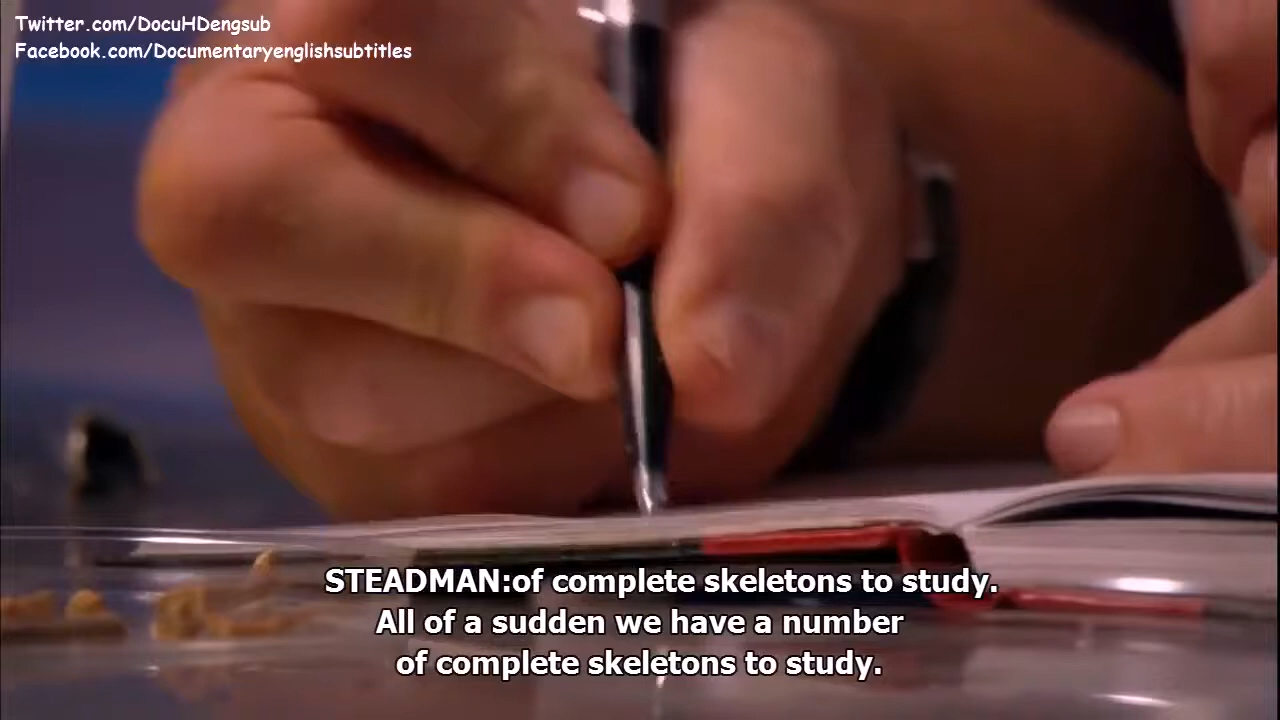 Twitter.com/DocuHDengsub
Facebook.com/Documentaryenglishsubtitles
STEADMAN:of complete skeletons to study.
All of a sudden we have a number
of complete skeletons to study.